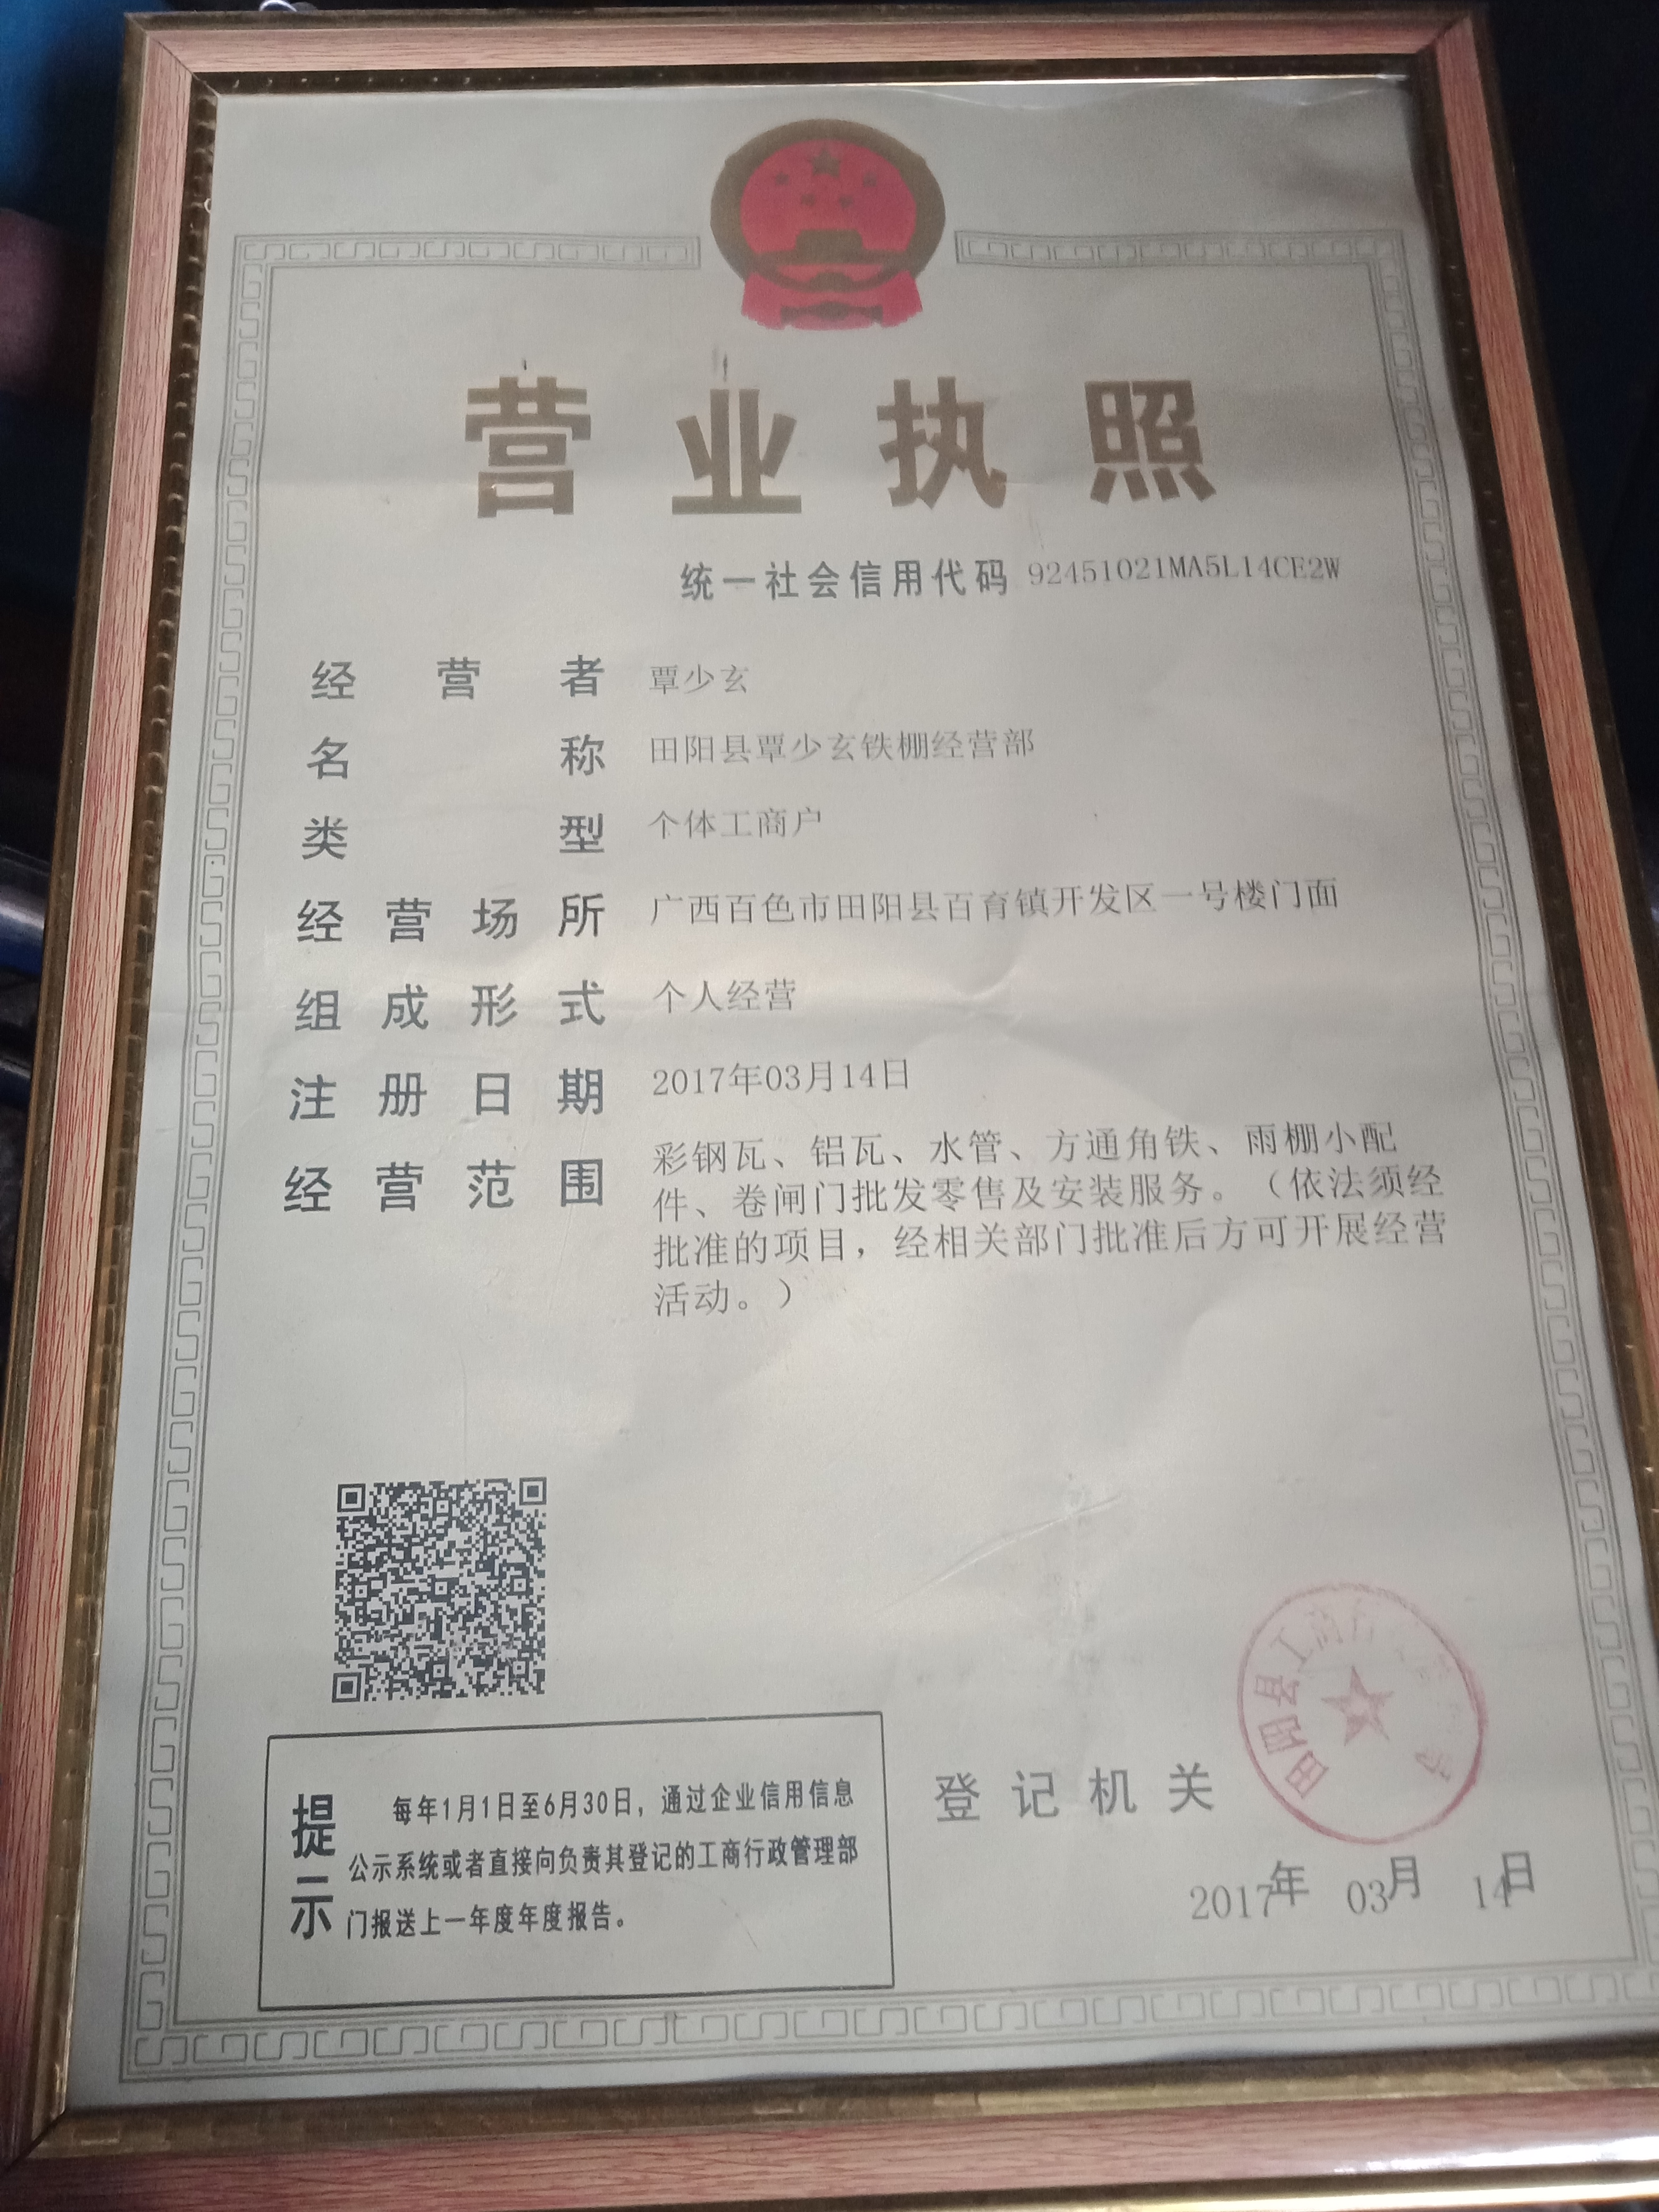 营业执照
统一社会信用代码 92451021MA5L14CE2W
经营者 覃少玄
名称 田阳县覃少玄铁棚经营部
类型 个体工商户
经营场所 广西百色市田阳县百育镇开发区一号楼门面
组成形式 个人经营
注册日期 2017年03月14日
经营范围 彩钢瓦、铝瓦、水管、方通角铁、雨棚小配
件、卷闸门批发零售及安装服务。（依法须经
批准的项目，经相关部门批准后方可开展经营
活动。）
提示
每年1月1日至6月30日，通过企业信用信息
公示系统或者直接向负责其登记的工商行政管理部
门报送上一年度年度报告。
登记机关
田阳县工商行
2017年 03月 14日